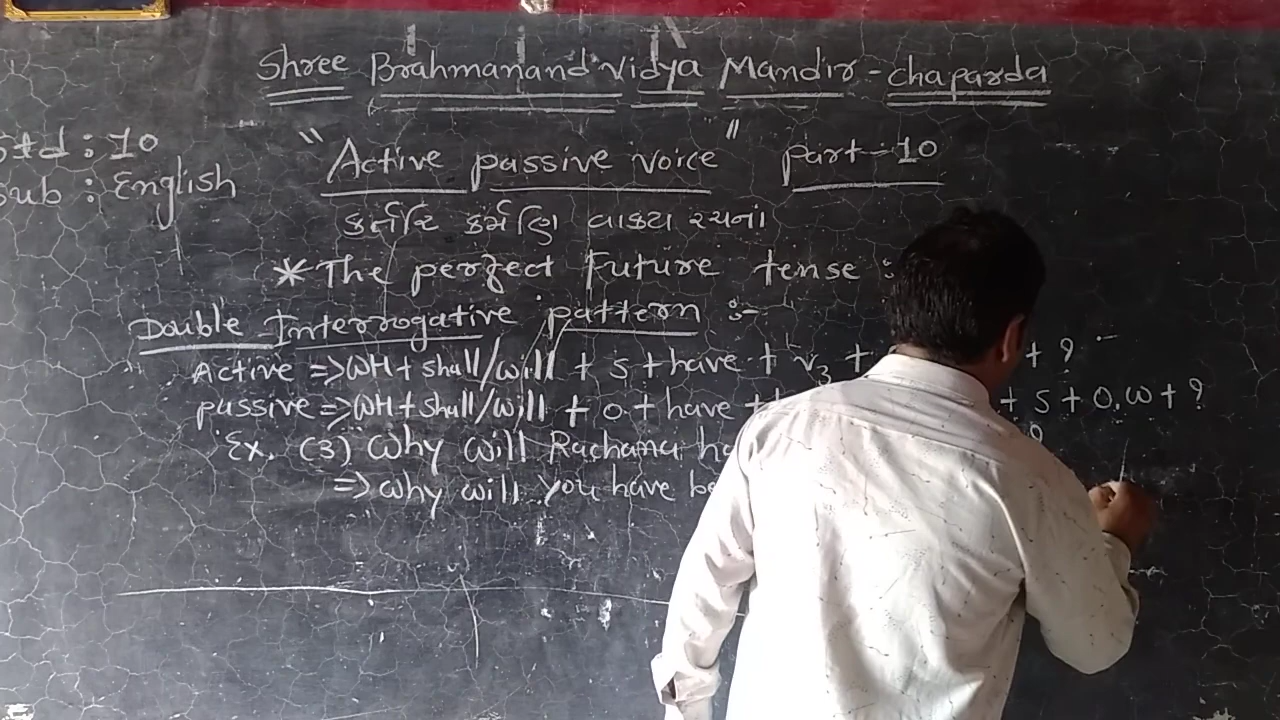 Shree Brahmanand Vidya Mandir - chaparda
Std : 10
Sub : English
"Active passive voice" part - 10
કર્તરિ કર્મણિ વાક્ય રચના
* The perfect Future tense :
Double Interrogative pattern :-
Active => WH + shall/will + S + have + V3 + + ?
passive => WH + shall/will + O + have + + S + O.W + ?
Ex. (3) Why will Rachana ?
=> Why will you have